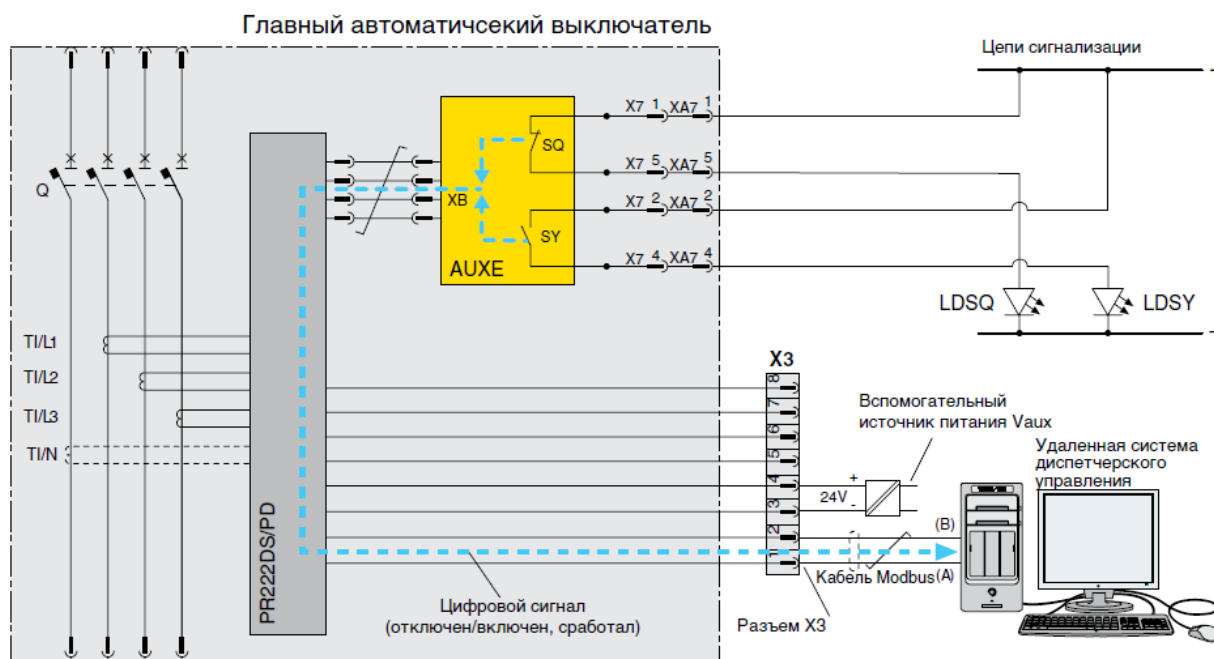 Главный автоматичсекий выключатель
Цепи сигнализации
X7 1 XA7 1
SQ
X7 5 XA7 5
Q
XB
X7 2 XA7 2
SY
X7 4 XA7 4
AUXE
LDSQ
LDSY
TI/L1
TI/L2
TI/L3
TI/N
X3
8
7
6
5
4
3
2
1
Вспомогательный
источник питания Vaux
Удаленная система
диспетчерского
управления
+
24V
-
(B)
(A)
Кабель Modbus
PR222DS/PD
Цифровой сигнал
(отключен/включен, сработал)
Разъем X3